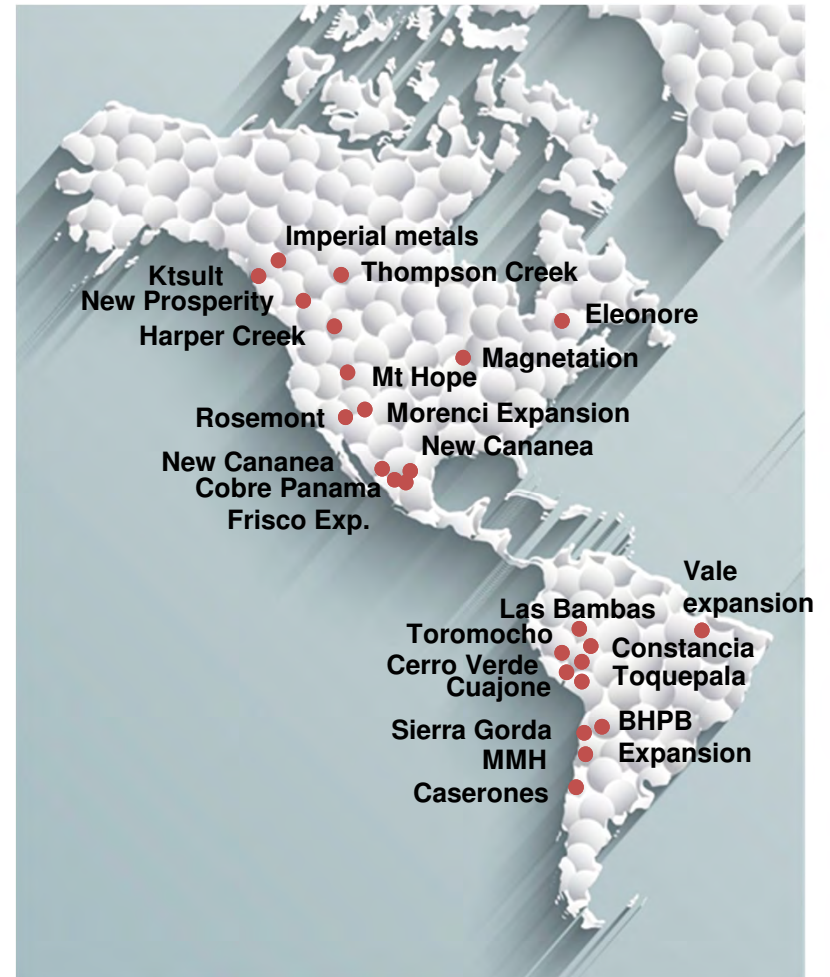 Imperial metals
Ktsult
Thompson Creek
New Prosperity
Eleonore
Harper Creek
Magnetation
Mt Hope
Rosemont
Morenci Expansion
New Cananea
New Cananea
Cobre Panama
Frisco Exp.
Vale
expansion
Las Bambas
Toromocho
Constancia
Cerro Verde
Toquepala
Cuajone
BHPB
Expansion
Sierra Gorda
MMH
Caserones